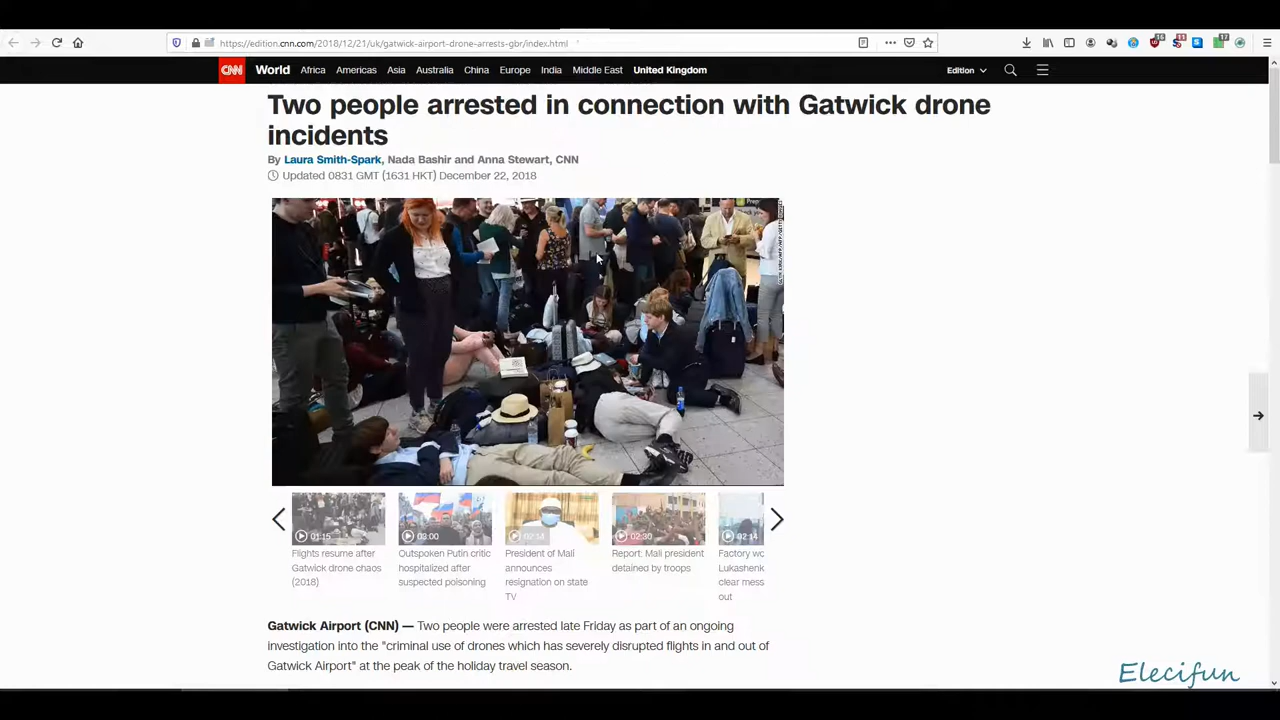 https://edition.cnn.com/2018/12/21/uk/gatwick-airport-drone-arrests-gbr/index.html
CNN World Africa Americas Asia Australia China Europe India Middle East United Kingdom Edition
Two people arrested in connection with Gatwick drone
incidents
By Laura Smith-Spark, Nada Bashir and Anna Stewart, CNN
Updated 0831 GMT (1631 HKT) December 22, 2018
01:15
03:00
02:14
02:30
02:14
Flights resume after
Gatwick drone chaos
(2018)
Outspoken Putin critic
hospitalized after
suspected poisoning
President of Mali
announces
resignation on state
TV
Report: Mali president
detained by troops
Factory wc
Lukashenk
clear mess
out
Gatwick Airport (CNN) — Two people were arrested late Friday as part of an ongoing
investigation into the "criminal use of drones which has severely disrupted flights in and out of
Gatwick Airport" at the peak of the holiday travel season.
Elecifun